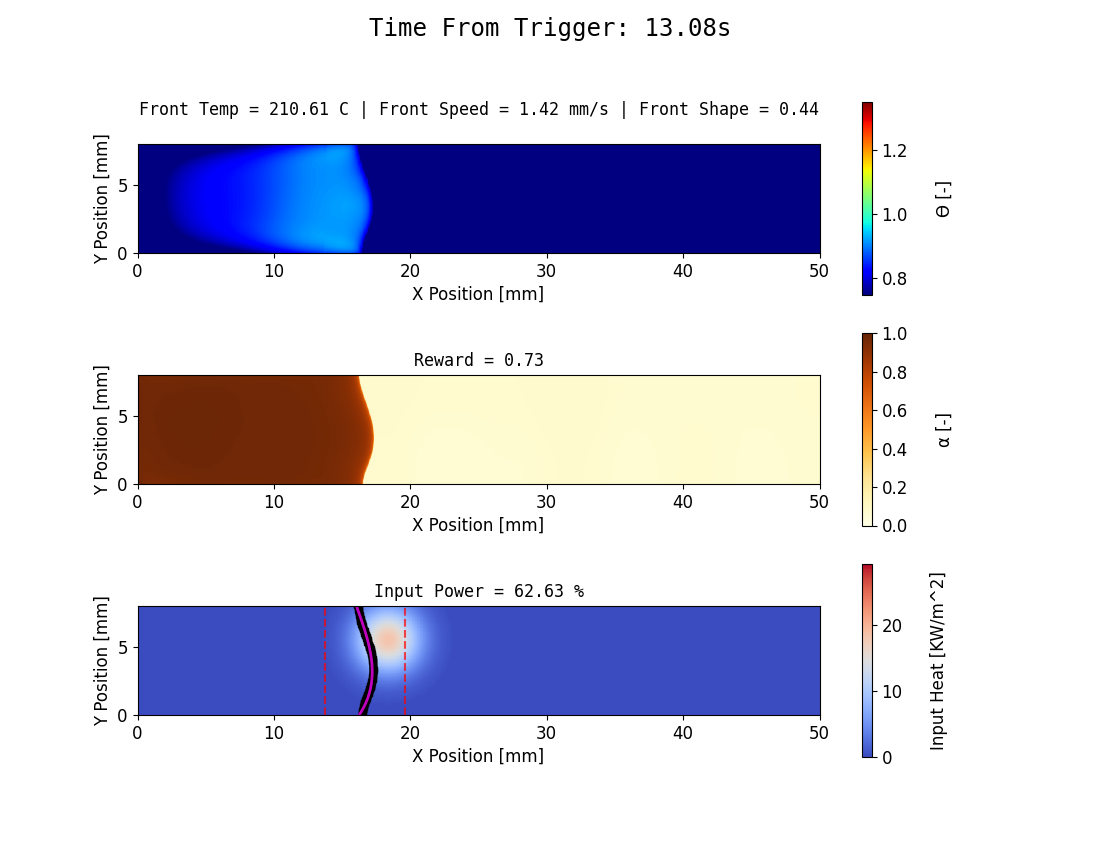 Time From Trigger: 13.08s
Front Temp = 210.61 C | Front Speed = 1.42 mm/s | Front Shape = 0.44
Y Position [mm]
5
0
0 10 20 30 40 50
X Position [mm]
1.2
1.0
0.8
Θ [-]
Reward = 0.73
Y Position [mm]
5
0
0 10 20 30 40 50
X Position [mm]
1.0
0.8
0.6
0.4
0.2
0.0
α [-]
Input Power = 62.63 %
Y Position [mm]
5
0
0 10 20 30 40 50
X Position [mm]
20
10
0
Input Heat [KW/m^2]